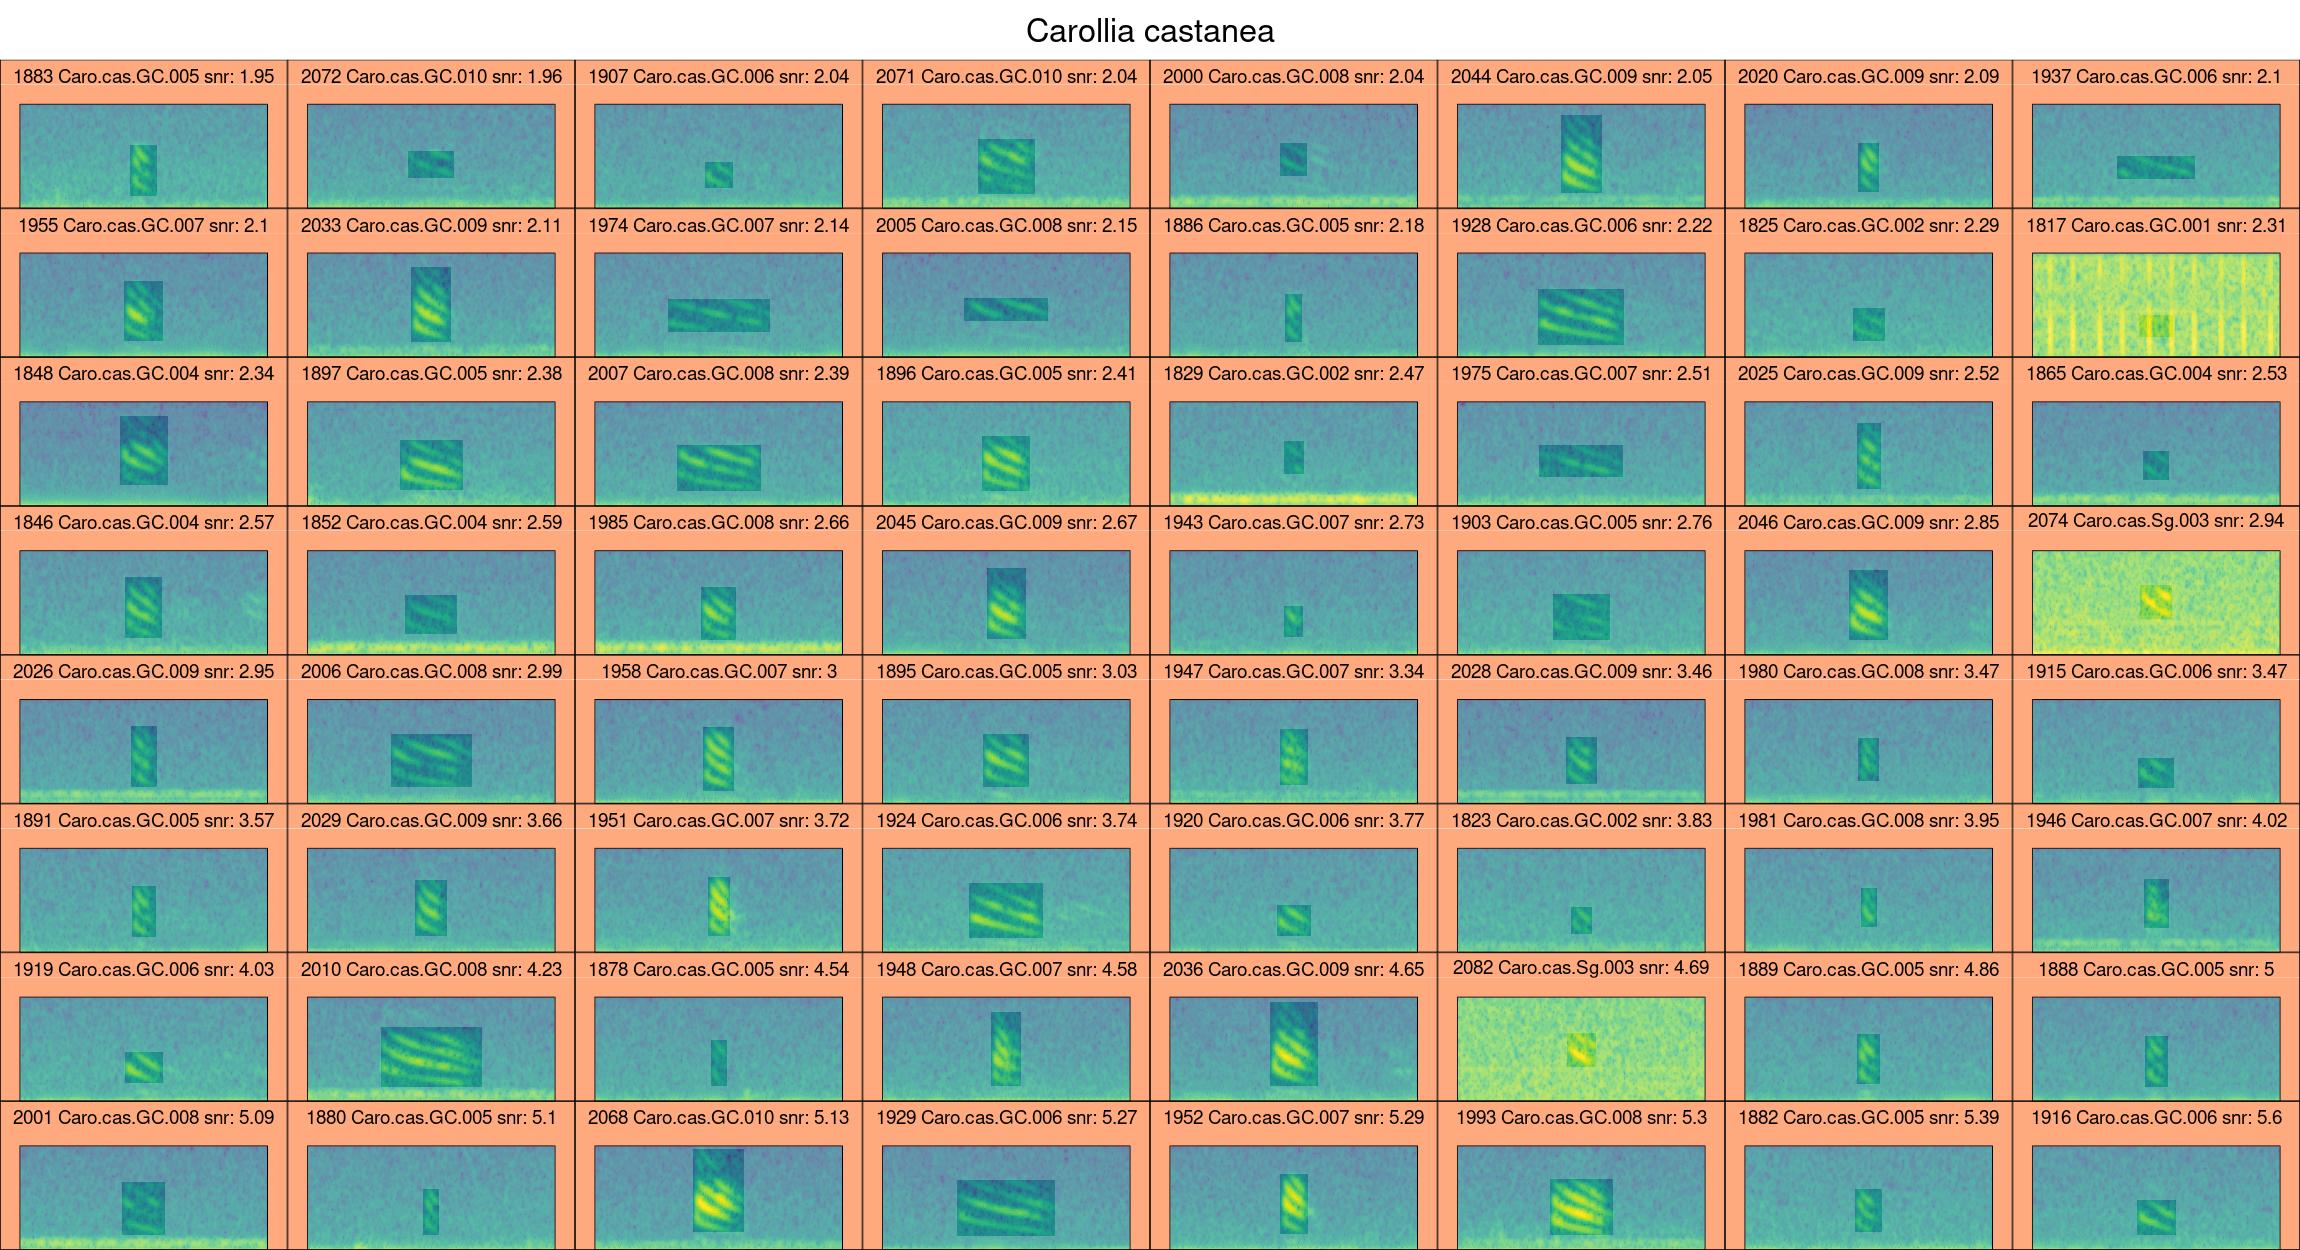 Carollia castanea
1883 Caro.cas.GC.005 snr: 1.95
2072 Caro.cas.GC.010 snr: 1.96
1907 Caro.cas.GC.006 snr: 2.04
2071 Caro.cas.GC.010 snr: 2.04
2000 Caro.cas.GC.008 snr: 2.04
2044 Caro.cas.GC.009 snr: 2.05
2020 Caro.cas.GC.009 snr: 2.09
1937 Caro.cas.GC.006 snr: 2.1
1955 Caro.cas.GC.007 snr: 2.1
2033 Caro.cas.GC.009 snr: 2.11
1974 Caro.cas.GC.007 snr: 2.14
2005 Caro.cas.GC.008 snr: 2.15
1886 Caro.cas.GC.005 snr: 2.18
1928 Caro.cas.GC.006 snr: 2.22
1825 Caro.cas.GC.002 snr: 2.29
1817 Caro.cas.GC.001 snr: 2.31
1848 Caro.cas.GC.004 snr: 2.34
1897 Caro.cas.GC.005 snr: 2.38
2007 Caro.cas.GC.008 snr: 2.39
1896 Caro.cas.GC.005 snr: 2.41
1829 Caro.cas.GC.002 snr: 2.47
1975 Caro.cas.GC.007 snr: 2.51
2025 Caro.cas.GC.009 snr: 2.52
1865 Caro.cas.GC.004 snr: 2.53
1846 Caro.cas.GC.004 snr: 2.57
1852 Caro.cas.GC.004 snr: 2.59
1985 Caro.cas.GC.008 snr: 2.66
2045 Caro.cas.GC.009 snr: 2.67
1943 Caro.cas.GC.007 snr: 2.73
1903 Caro.cas.GC.005 snr: 2.76
2046 Caro.cas.GC.009 snr: 2.85
2074 Caro.cas.Sg.003 snr: 2.94
2026 Caro.cas.GC.009 snr: 2.95
2006 Caro.cas.GC.008 snr: 2.99
1958 Caro.cas.GC.007 snr: 3
1895 Caro.cas.GC.005 snr: 3.03
1947 Caro.cas.GC.007 snr: 3.34
2028 Caro.cas.GC.009 snr: 3.46
1980 Caro.cas.GC.008 snr: 3.47
1915 Caro.cas.GC.006 snr: 3.47
1891 Caro.cas.GC.005 snr: 3.57
2029 Caro.cas.GC.009 snr: 3.66
1951 Caro.cas.GC.007 snr: 3.72
1924 Caro.cas.GC.006 snr: 3.74
1920 Caro.cas.GC.006 snr: 3.77
1823 Caro.cas.GC.002 snr: 3.83
1981 Caro.cas.GC.008 snr: 3.95
1946 Caro.cas.GC.007 snr: 4.02
1919 Caro.cas.GC.006 snr: 4.03
2010 Caro.cas.GC.008 snr: 4.23
1878 Caro.cas.GC.005 snr: 4.54
1948 Caro.cas.GC.007 snr: 4.58
2036 Caro.cas.GC.009 snr: 4.65
2082 Caro.cas.Sg.003 snr: 4.69
1889 Caro.cas.GC.005 snr: 4.86
1888 Caro.cas.GC.005 snr: 5
2001 Caro.cas.GC.008 snr: 5.09
1880 Caro.cas.GC.005 snr: 5.1
2068 Caro.cas.GC.010 snr: 5.13
1929 Caro.cas.GC.006 snr: 5.27
1952 Caro.cas.GC.007 snr: 5.29
1993 Caro.cas.GC.008 snr: 5.3
1882 Caro.cas.GC.005 snr: 5.39
1916 Caro.cas.GC.006 snr: 5.6